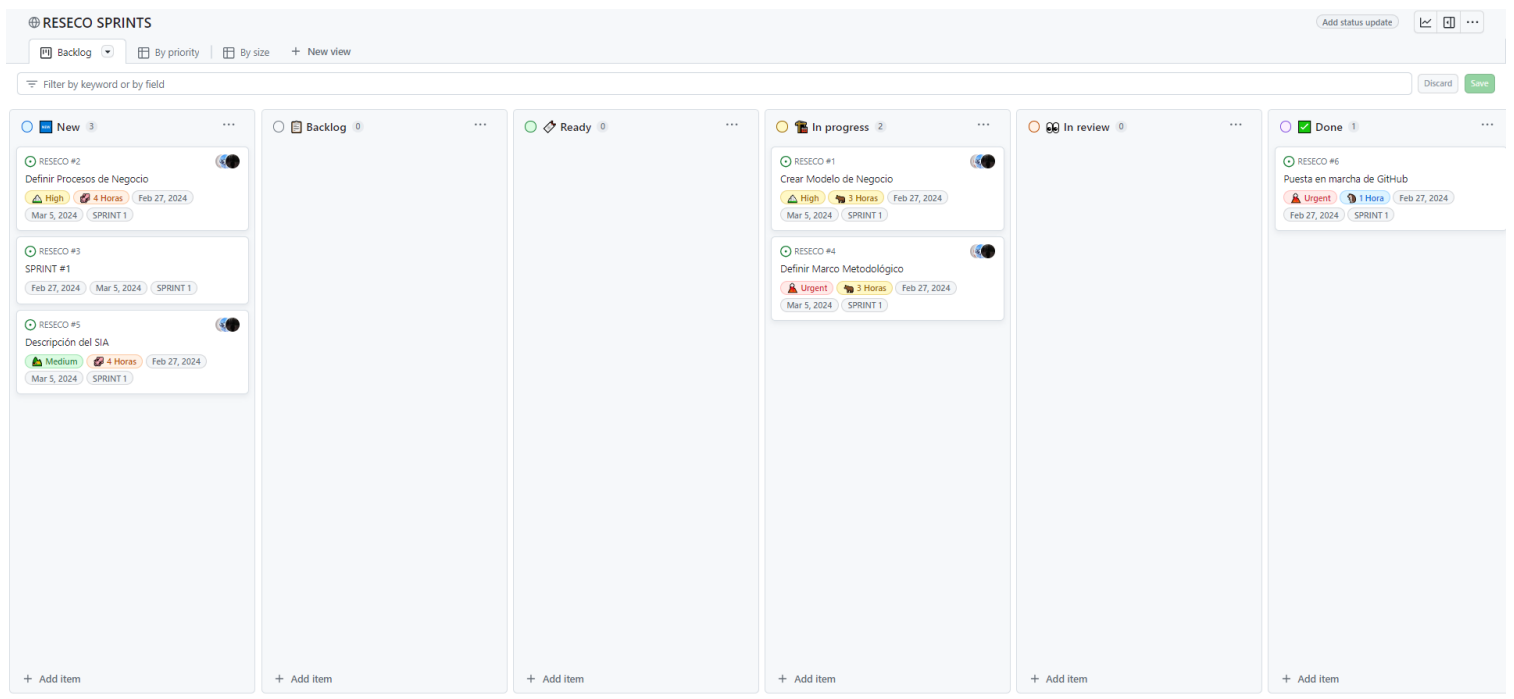 RESECO SPRINTS
Add status update
Backlog
By priority
By size
New view
Filter by keyword or by field
Discard
Save
New 3
RESECO #2
Definir Procesos de Negocio
High 4 Horas Feb 27, 2024
Mar 5, 2024 SPRINT 1
RESECO #3
SPRINT #1
Feb 27, 2024 Mar 5, 2024 SPRINT 1
RESECO #5
Descripción del SIA
Medium 4 Horas Feb 27, 2024
Mar 5, 2024 SPRINT 1
+ Add item
Backlog 0
+ Add item
Ready 0
+ Add item
In progress 2
RESECO #1
Crear Modelo de Negocio
High 3 Horas Feb 27, 2024
Mar 5, 2024 SPRINT 1
RESECO #4
Definir Marco Metodológico
Urgent 3 Horas Feb 27, 2024
Mar 5, 2024 SPRINT 1
+ Add item
In review 0
+ Add item
Done 1
RESECO #6
Puesta en marcha de GitHub
Urgent 1 Hora Feb 27, 2024
Feb 27, 2024 SPRINT 1
+ Add item